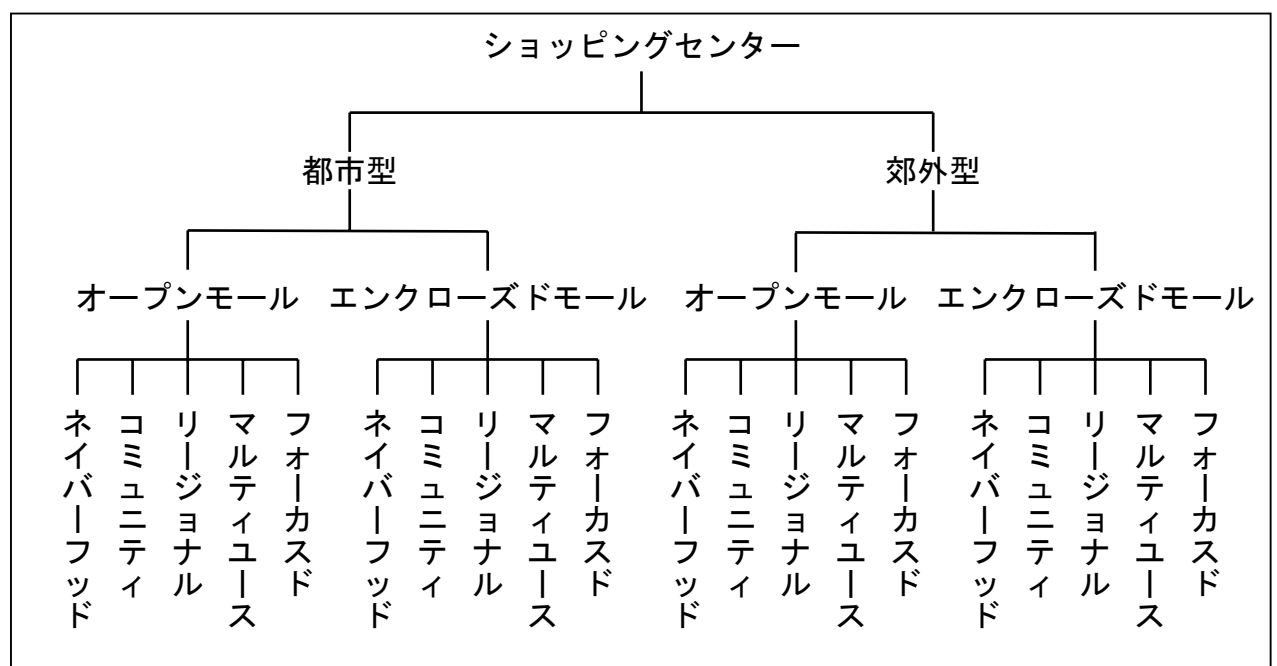 ショッピングセンター
都市型
郊外型
オープンモール
エンクローズドモール
オープンモール
エンクローズドモール
ネイバーフッド
コミュニティ
リージョナル
マルティユース
フォーカスド
ネイバーフッド
コミュニティ
リージョナル
マルティユース
フォーカスド
ネイバーフッド
コミュニティ
リージョナル
マルティユース
フォーカスド
ネイバーフッド
コミュニティ
リージョナル
マルティユース
フォーカスド